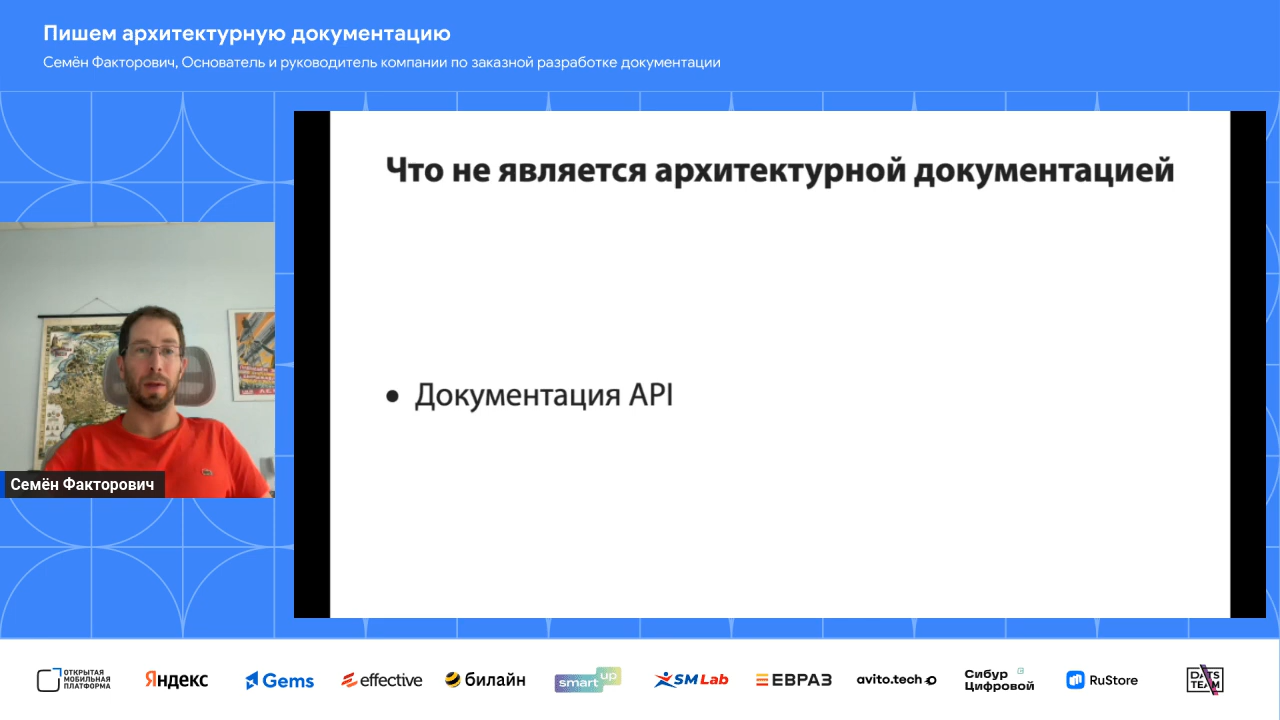 Пишем архитектурную документацию
Семён Факторович, Основатель и руководитель компании по заказной разработке документации
Что не является архитектурной документацией
• Документация API
Семён Факторович
ОТКРЫТАЯ
МОБИЛЬНАЯ
ПЛАТФОРМА
Яндекс
Gems
effective
билайн
smart up
SM Lab
ЕВРАЗ
avito.tech
Сибур
Цифровой
RuStore
DATS
TEAM